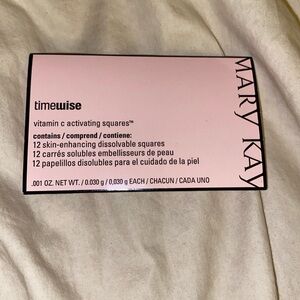 timewise
vitamin c activating squares™
contains / comprend / contiene:
12 skin-enhancing dissolvable squares
12 carrés solubles embellisseurs de peau
12 papelillos disolubles para el cuidado de la piel
.001 OZ. NET WT. / 0.030 g / 0,030 g EACH / CHACUN / CADA UNO
MARY KAY